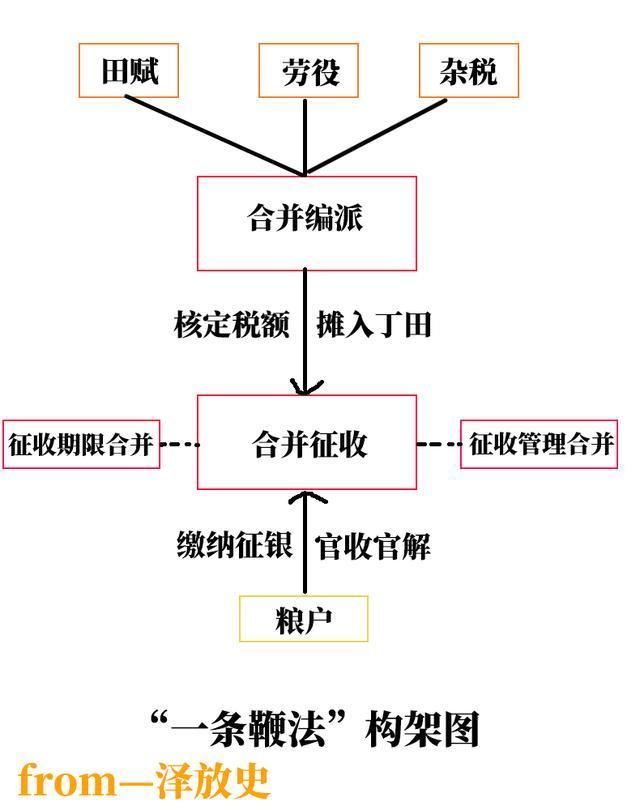 田赋 劳役 杂税
合并编派
核定税额 摊入丁田
征收期限合并 合并征收 征收管理合并
缴纳征银 官收官解
粮户
“一条鞭法”构架图
from—泽放史